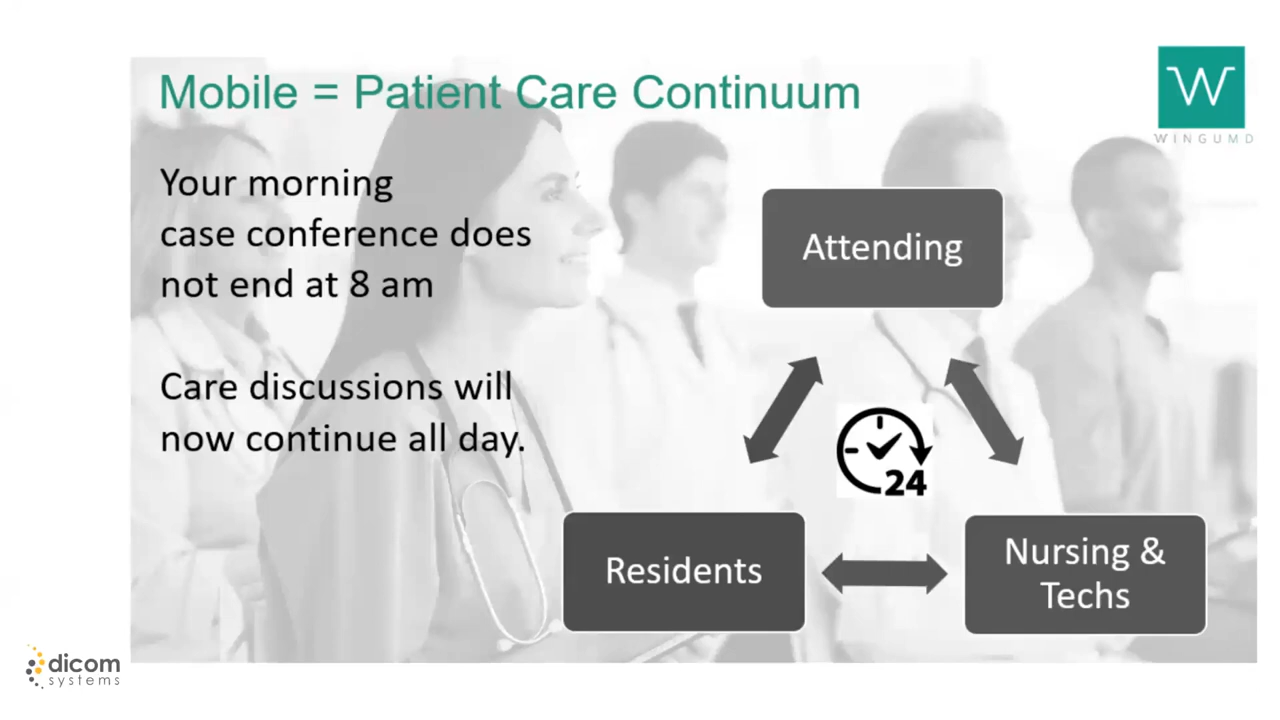 Mobile = Patient Care Continuum
W
WINGUMD
Your morning
case conference does
not end at 8 am
Care discussions will
now continue all day.
Attending
24
Residents
Nursing &
Techs
dicom
systems